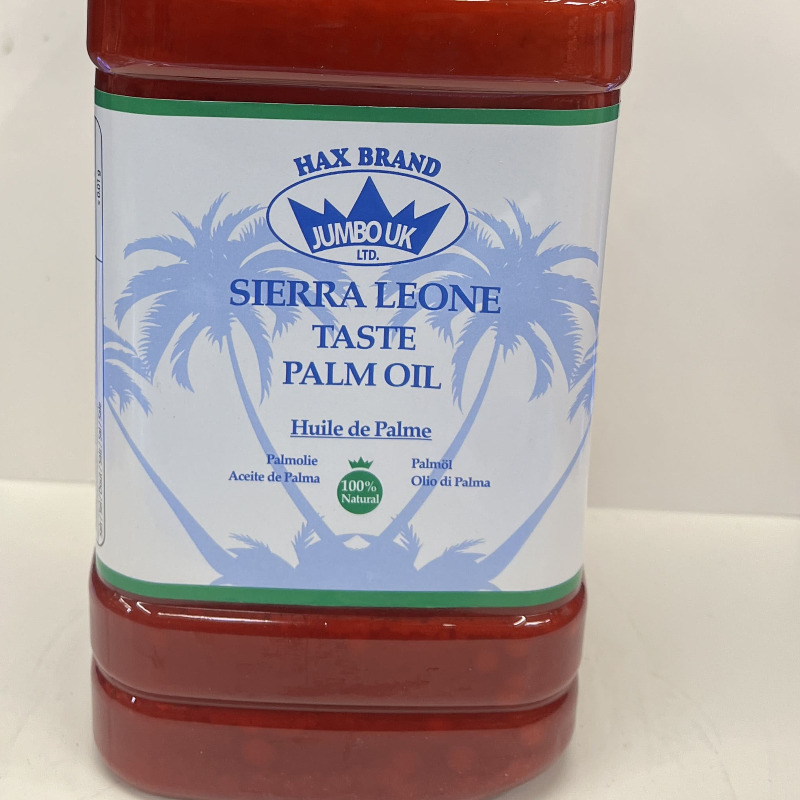 HAX BRAND
JUMBO UK
LTD.
SIERRA LEONE
TASTE
PALM OIL
Huile de Palme
Palmolie
Aceite de Palma
100%
Natural
Palmöl
Olio di Palma